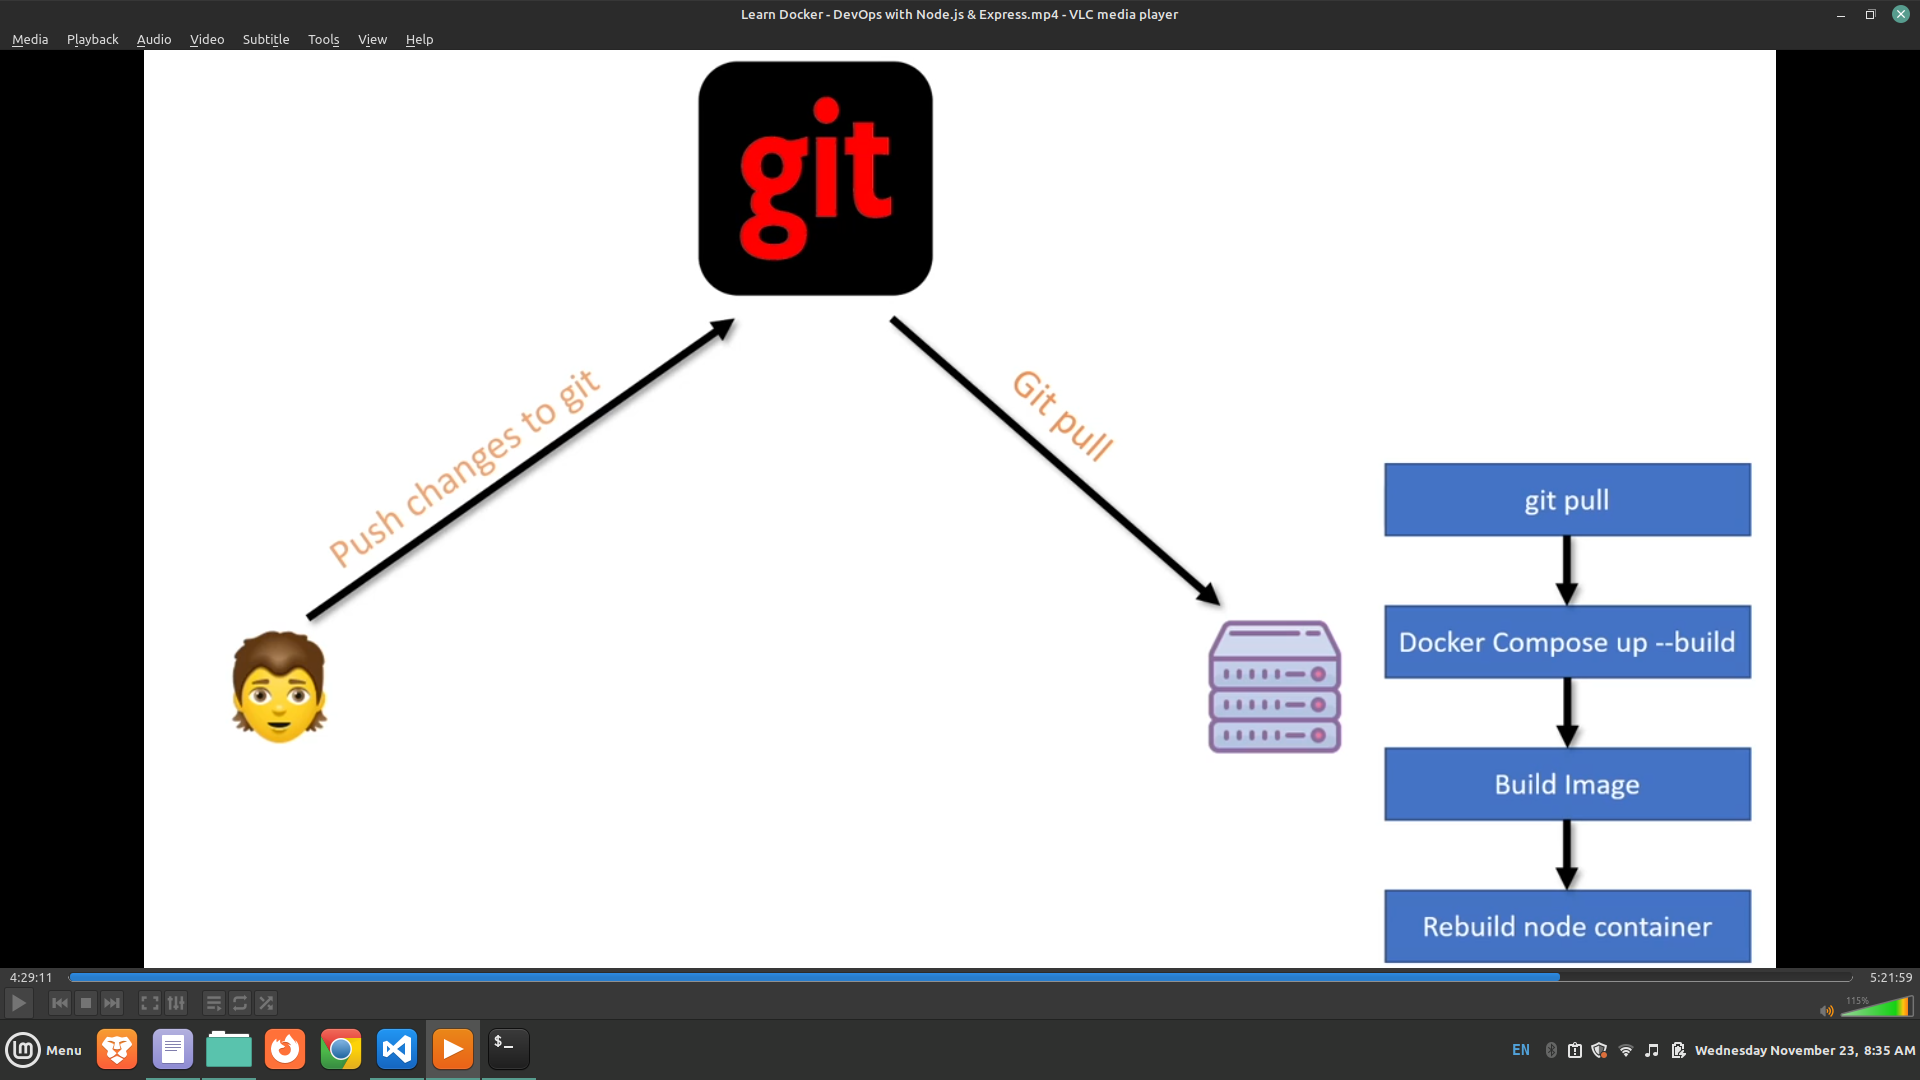 Learn Docker - DevOps with Node.js & Express.mp4 - VLC media player
Media Playback Audio Video Subtitle Tools View Help
git
Push changes to git
Git pull
git pull
Docker Compose up --build
Build Image
Rebuild node container
4:29:11
5:21:59
115%
Menu
$_
EN
Wednesday November 23, 8:35 AM